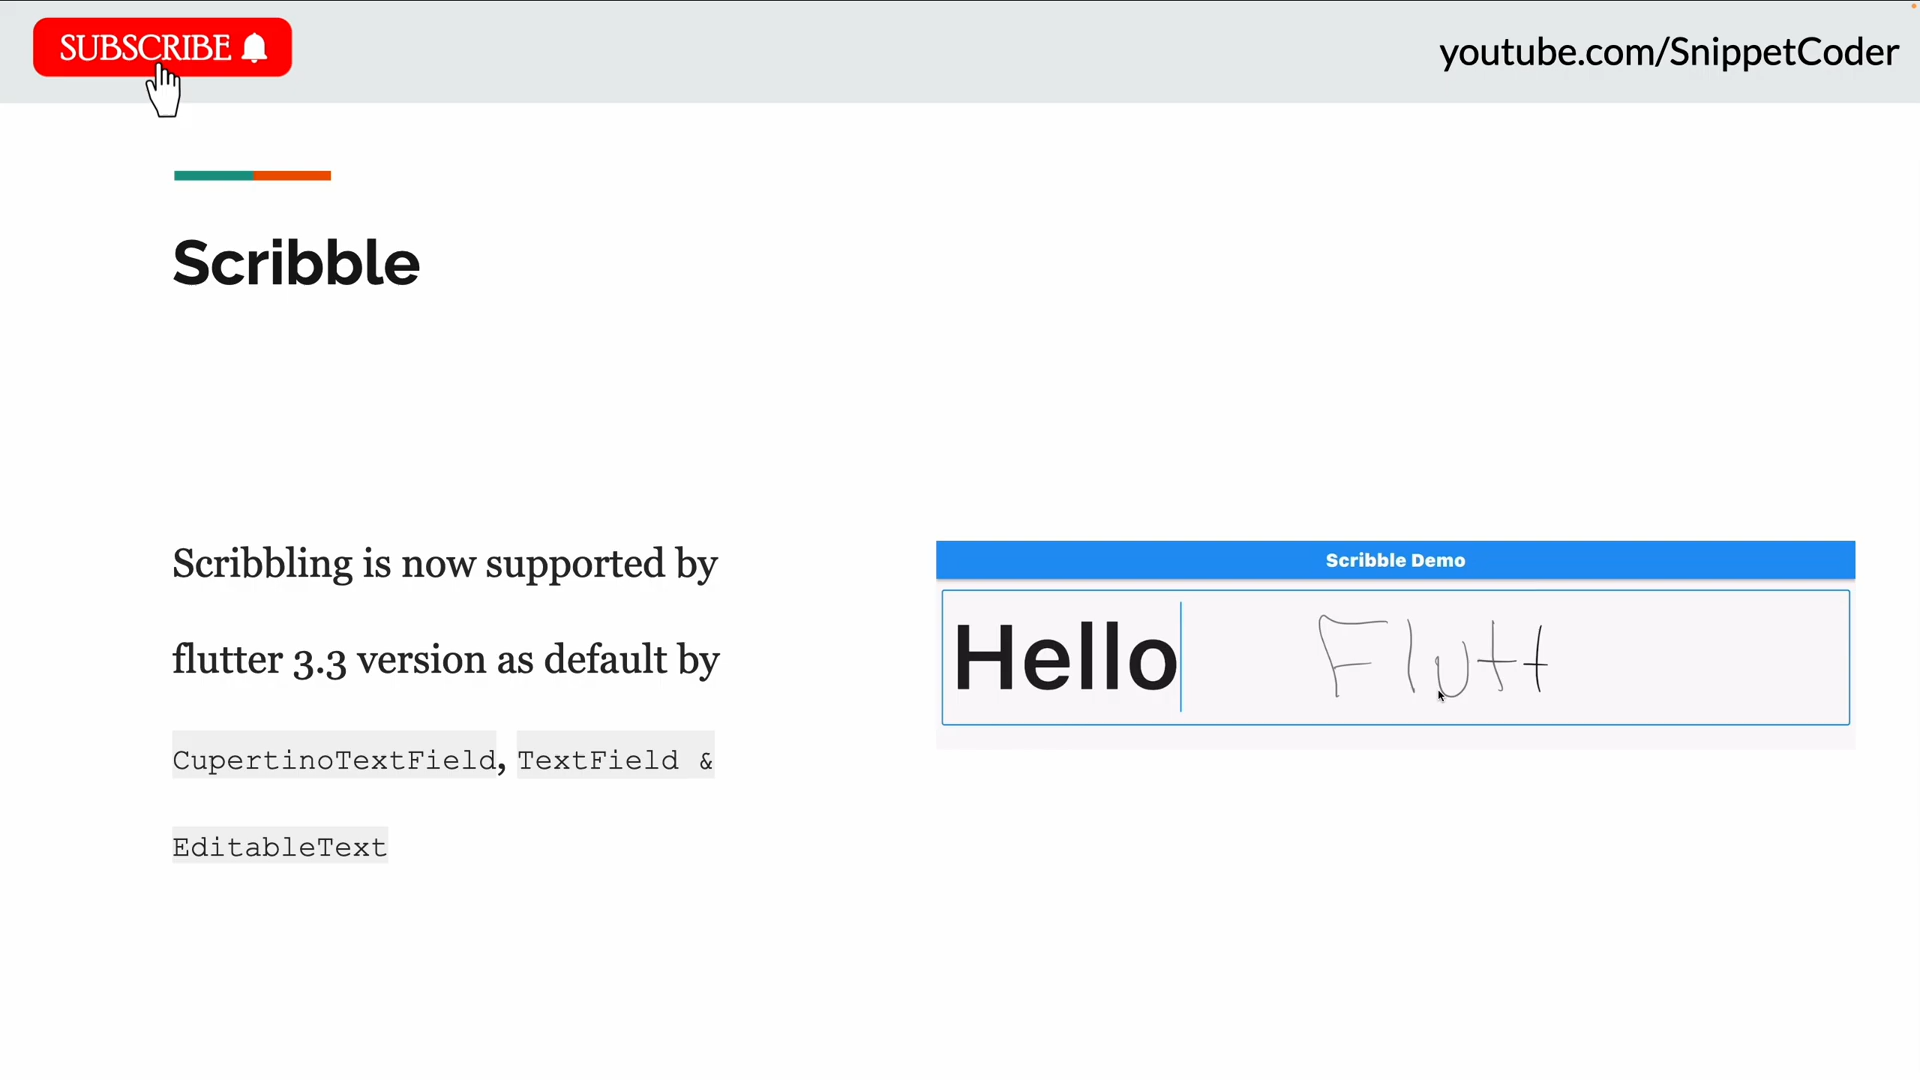 SUBSCRIBE
youtube.com/SnippetCoder
Scribble
Scribbling is now supported by
flutter 3.3 version as default by
CupertinoTextField, TextField &
EditableText
Scribble Demo
Hello Flutt